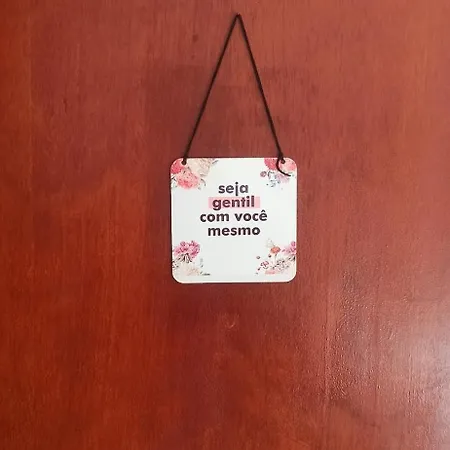 seja
gentil
com você
mesmo